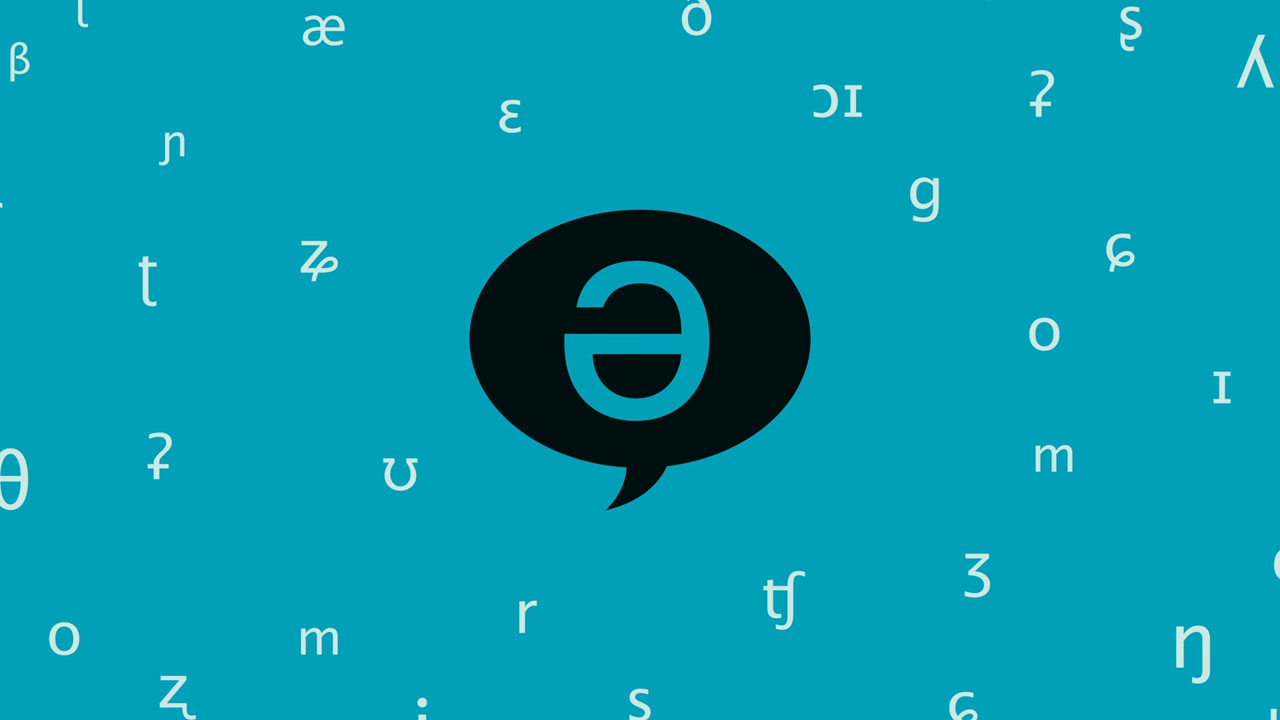 æ
ð
ʂ
β
ʎ
ɛ
ɔɪ
ʡ
ɲ
g
ʑ
ɕ
ʈ
ə
o
ɪ
ʡ
ʊ
m
θ
ʒ
ʧ
r
o
m
ŋ
ʐ
s
ɕ